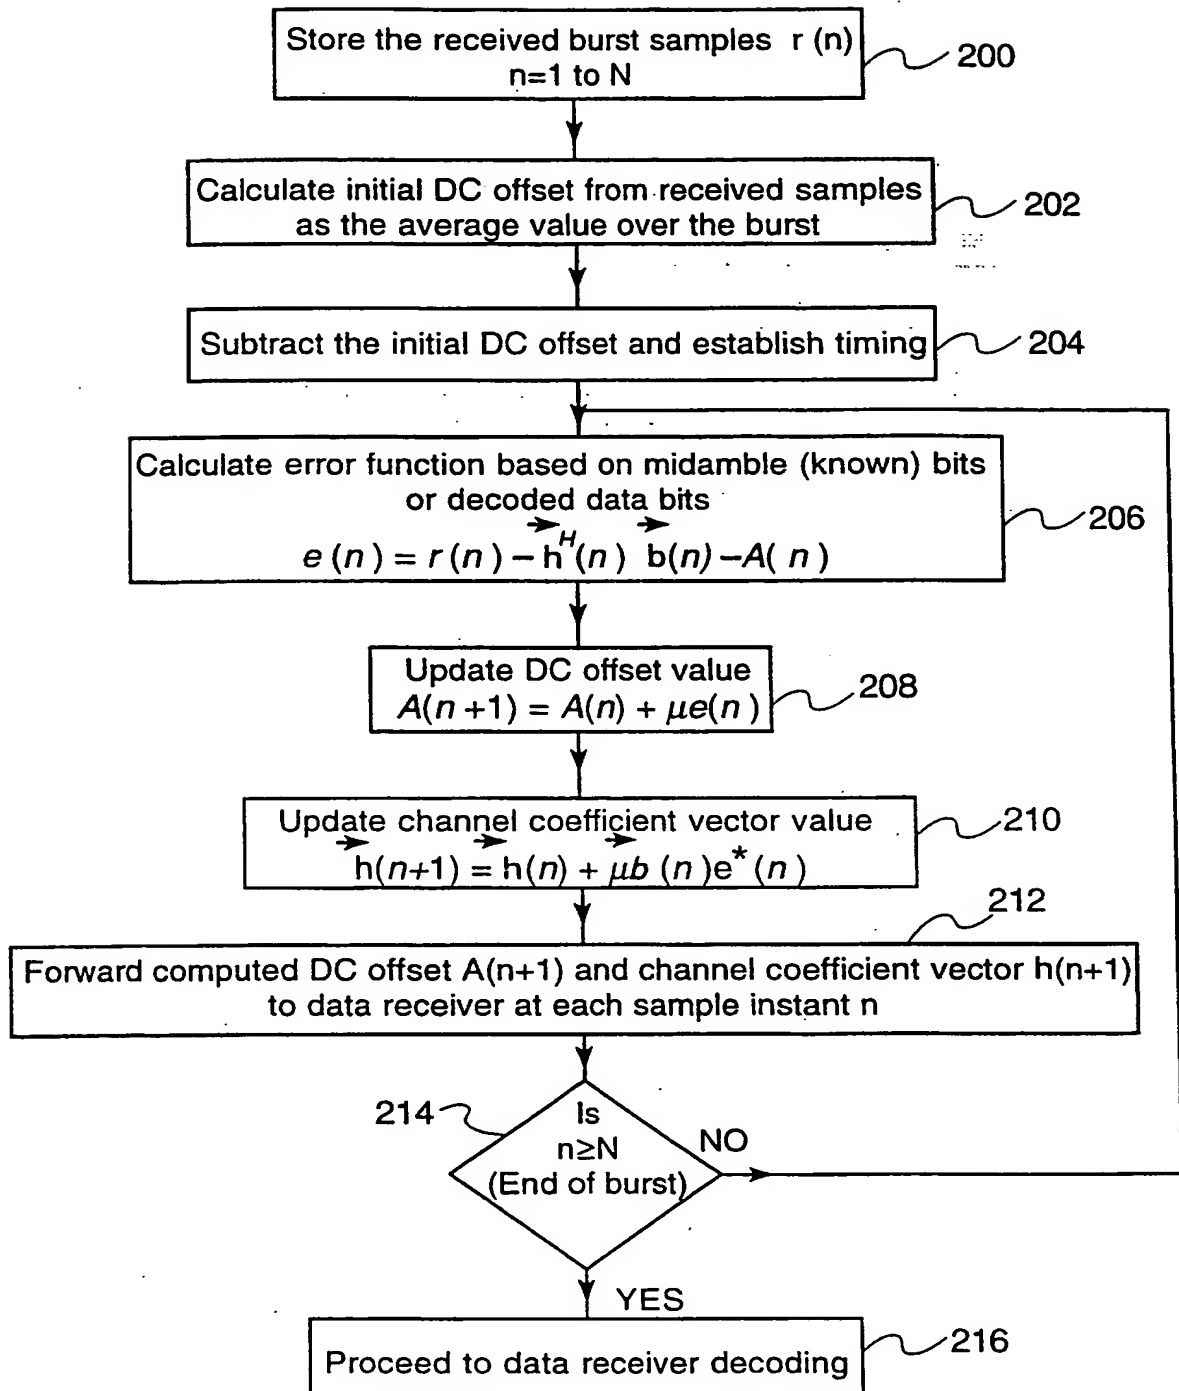 Store the received burst samples r (n)
n=1 to N
200
Calculate initial DC offset from received samples
as the average value over the burst
202
Subtract the initial DC offset and establish timing
204
Calculate error function based on midamble (known) bits
or decoded data bits
e (n) = r (n) – h⃗ᴴ(n) b⃗(n) –A( n )
206
Update DC offset value
A(n +1) = A(n) + μe(n )
208
Update channel coefficient vector value
h⃗(n+1) = h⃗(n) + μb⃗ (n )e* (n )
210
212
Forward computed DC offset A(n+1) and channel coefficient vector h(n+1)
to data receiver at each sample instant n
214
Is
n≥N
(End of burst)
NO
YES
Proceed to data receiver decoding
216